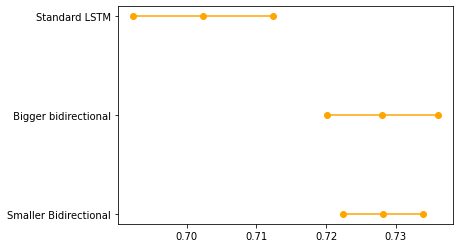 Standard LSTM
Bigger bidirectional
Smaller Bidirectional
0.70 0.71 0.72 0.73